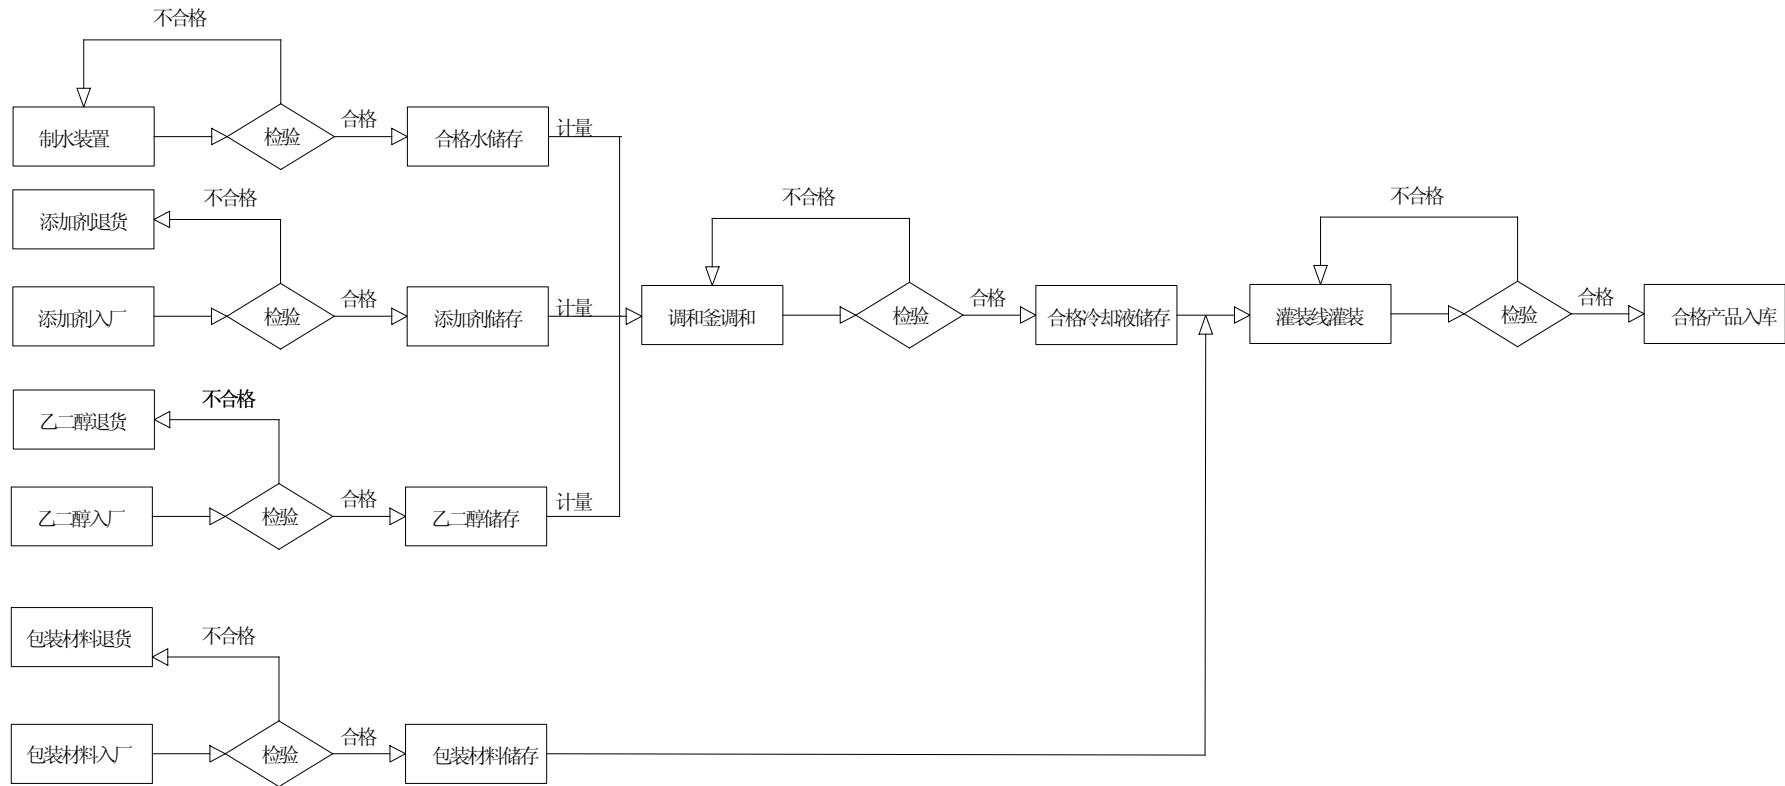 不合格
制水装置
检验
合格
合格水储存
计量
添加剂退货
不合格
添加剂入厂
检验
合格
添加剂储存
计量
不合格
调和釜调和
检验
合格
合格冷却液储存
不合格
灌装线灌装
检验
合格
合格产品入库
乙二醇退货
不合格
乙二醇入厂
检验
合格
乙二醇储存
计量
包装材料退货
不合格
包装材料入厂
检验
合格
包装材料储存